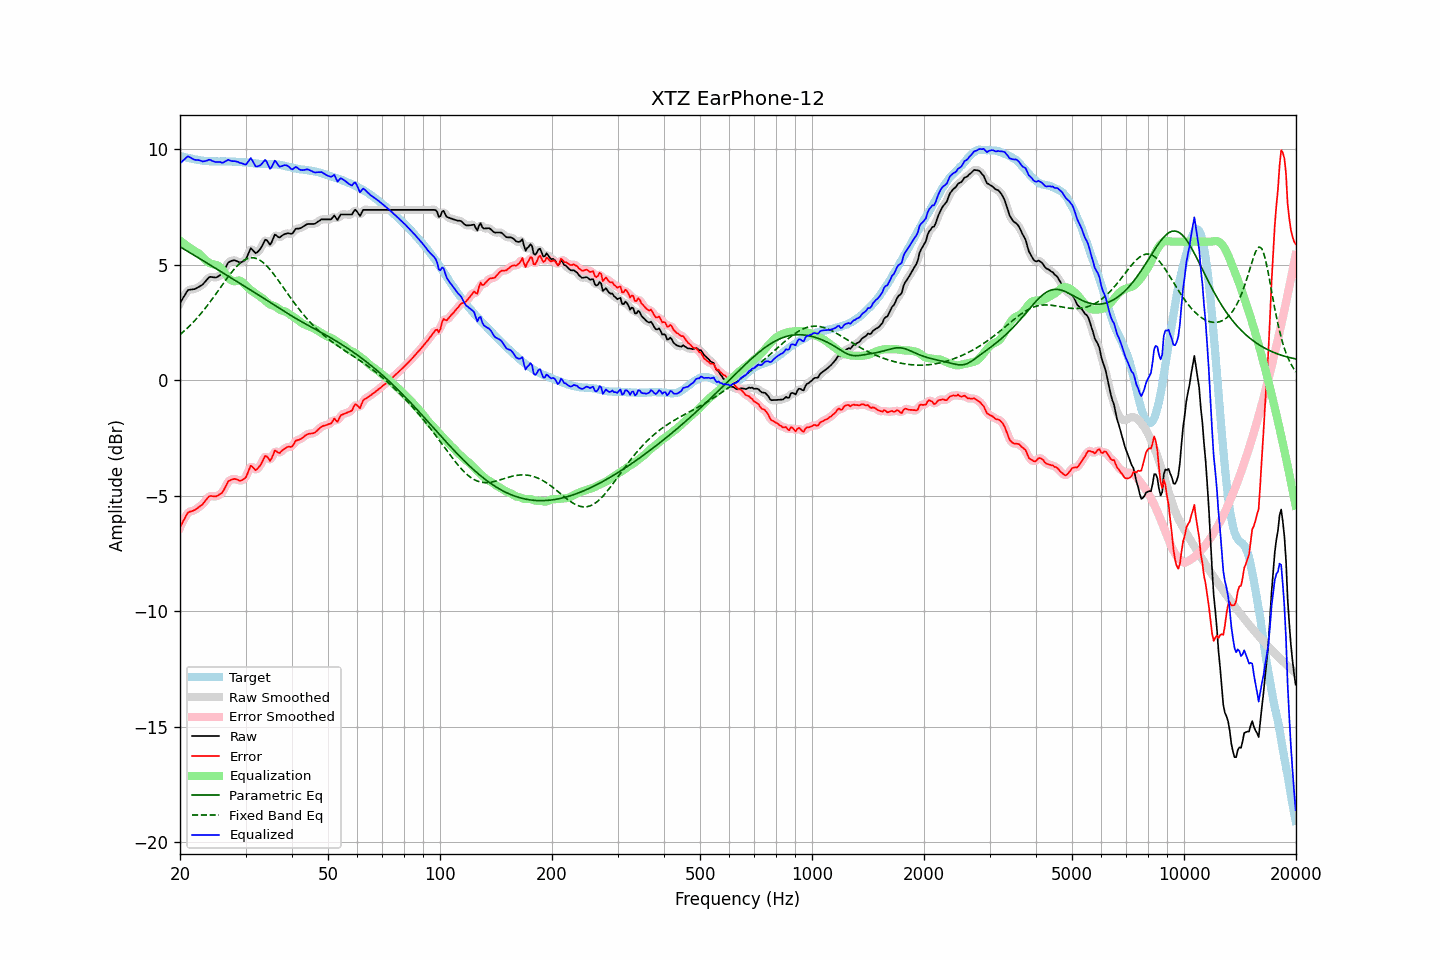 XTZ EarPhone-12
10
5
0
−5
−10
−15
−20
Amplitude (dBr)
Target
Raw Smoothed
Error Smoothed
Raw
Error
Equalization
Parametric Eq
Fixed Band Eq
Equalized
20 50 100 200 500 1000 2000 5000 10000 20000
Frequency (Hz)